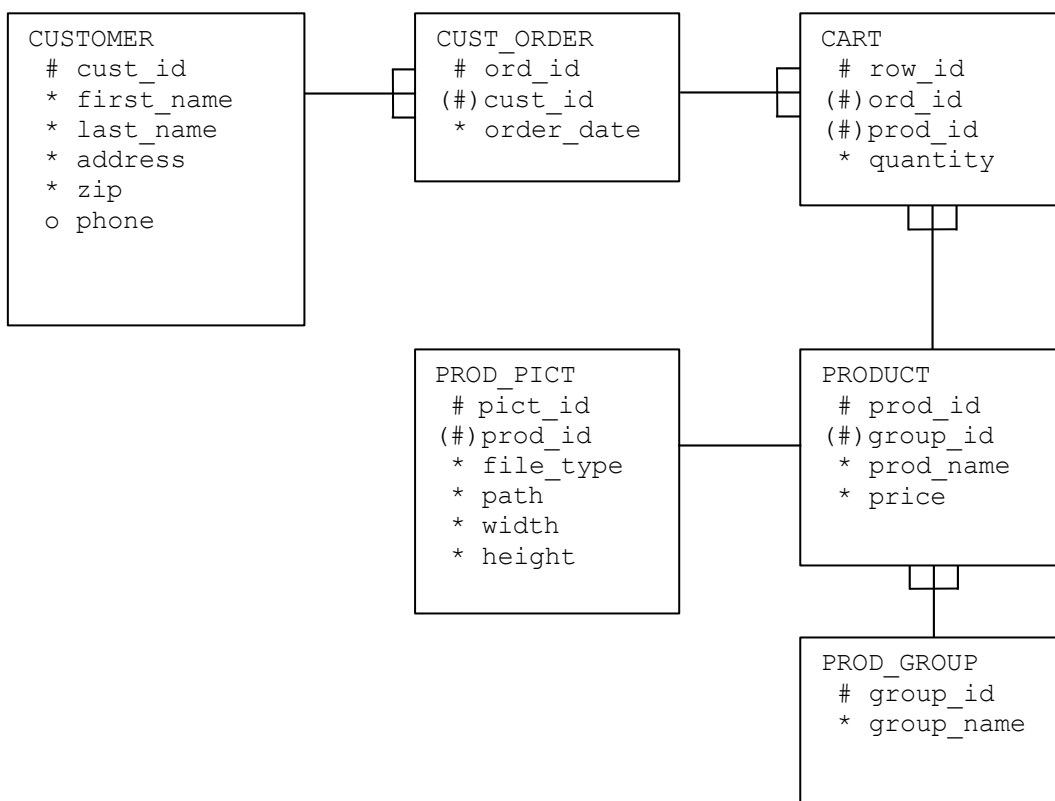 CUSTOMER
# cust_id
* first_name
* last_name
* address
* zip
o phone
CUST_ORDER
# ord_id
(#)cust_id
* order_date
CART
# row_id
(#)ord_id
(#)prod_id
* quantity
PROD_PICT
# pict_id
(#)prod_id
* file_type
* path
* width
* height
PRODUCT
# prod_id
(#)group_id
* prod_name
* price
PROD_GROUP
# group_id
* group_name